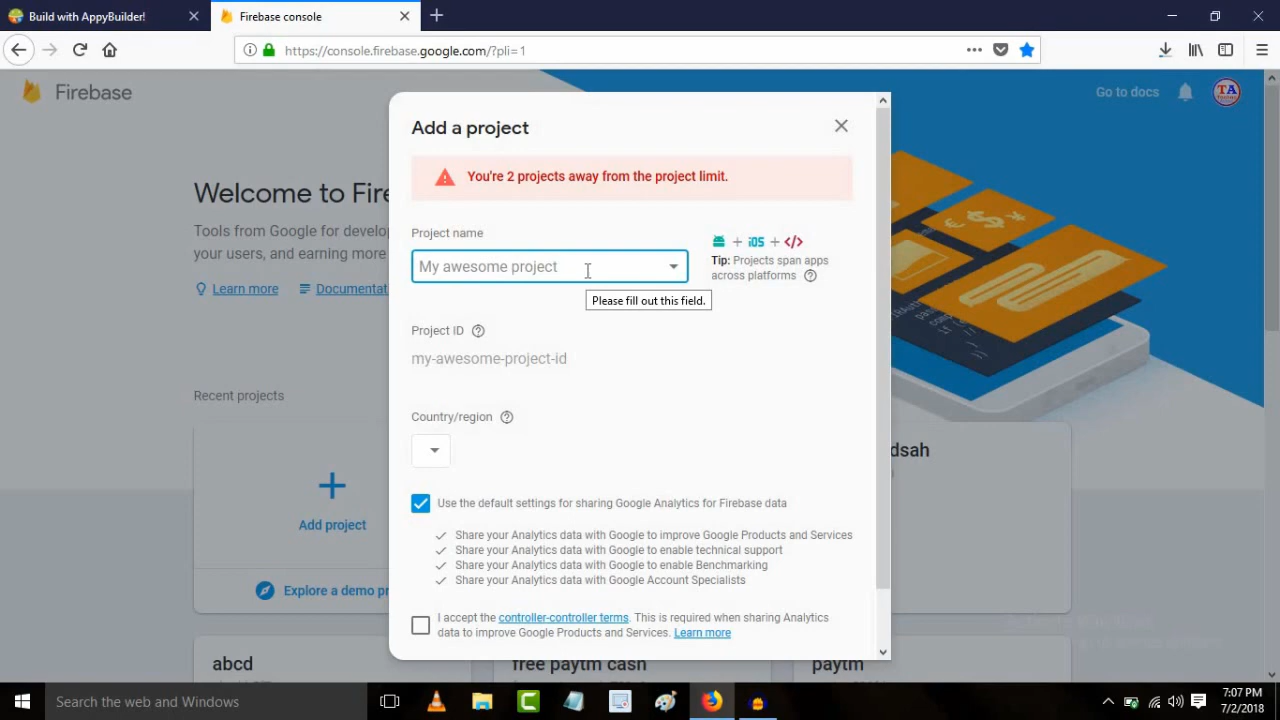 Build with AppyBuilder!
Firebase console
https://console.firebase.google.com/?pli=1
Firebase
Go to docs
TA
Welcome to Fire
Tools from Google for develop
your users, and earning more
Learn more
Documentat
Recent projects
Add project
Explore a demo pr
dsah
abcd
free paytm cash
paytm
Add a project
You're 2 projects away from the project limit.
Project name
My awesome project
iOS
Tip: Projects span apps
across platforms
Please fill out this field.
Project ID
my-awesome-project-id
Country/region
Use the default settings for sharing Google Analytics for Firebase data
Share your Analytics data with Google to improve Google Products and Services
Share your Analytics data with Google to enable technical support
Share your Analytics data with Google to enable Benchmarking
Share your Analytics data with Google Account Specialists
I accept the controller-controller terms. This is required when sharing Analytics
data to improve Google Products and Services. Learn more
Search the web and Windows
7:07 PM
7/2/2018